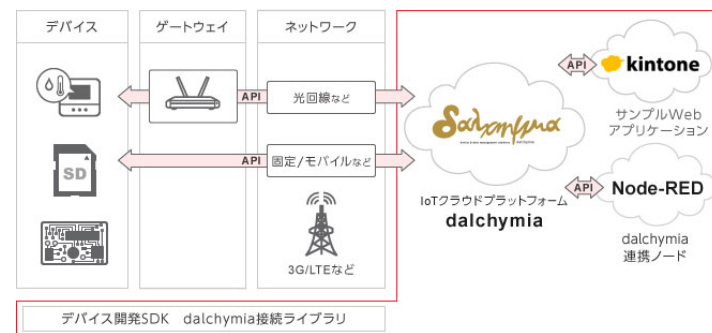 デバイス
ゲートウェイ
ネットワーク
API
光回線など
API
固定/モバイルなど
SD
3G/LTEなど
dalchymia
IoTクラウドプラットフォーム
dalchymia
API
kintone
サンプルWeb
アプリケーション
API
Node-RED
dalchymia
連携ノード
デバイス開発SDK dalchymia接続ライブラリ